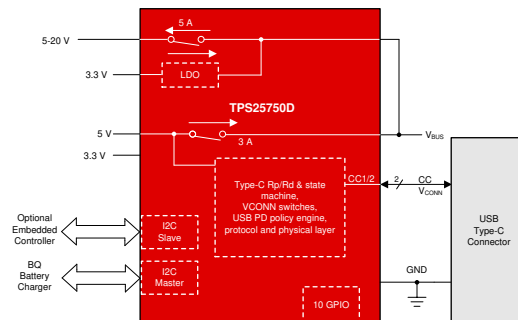 5 A
5-20 V
3.3 V
LDO
TPS25750D
5 V
3 A
VBUS
3.3 V
Type-C Rp/Rd & state
machine,
VCONN switches,
USB PD policy engine,
protocol and physical layer
CC1/2
2
CC
VCONN
USB
Type-C
Connector
Optional
Embedded
Controller
I2C
Slave
BQ
Battery
Charger
I2C
Master
GND
10 GPIO